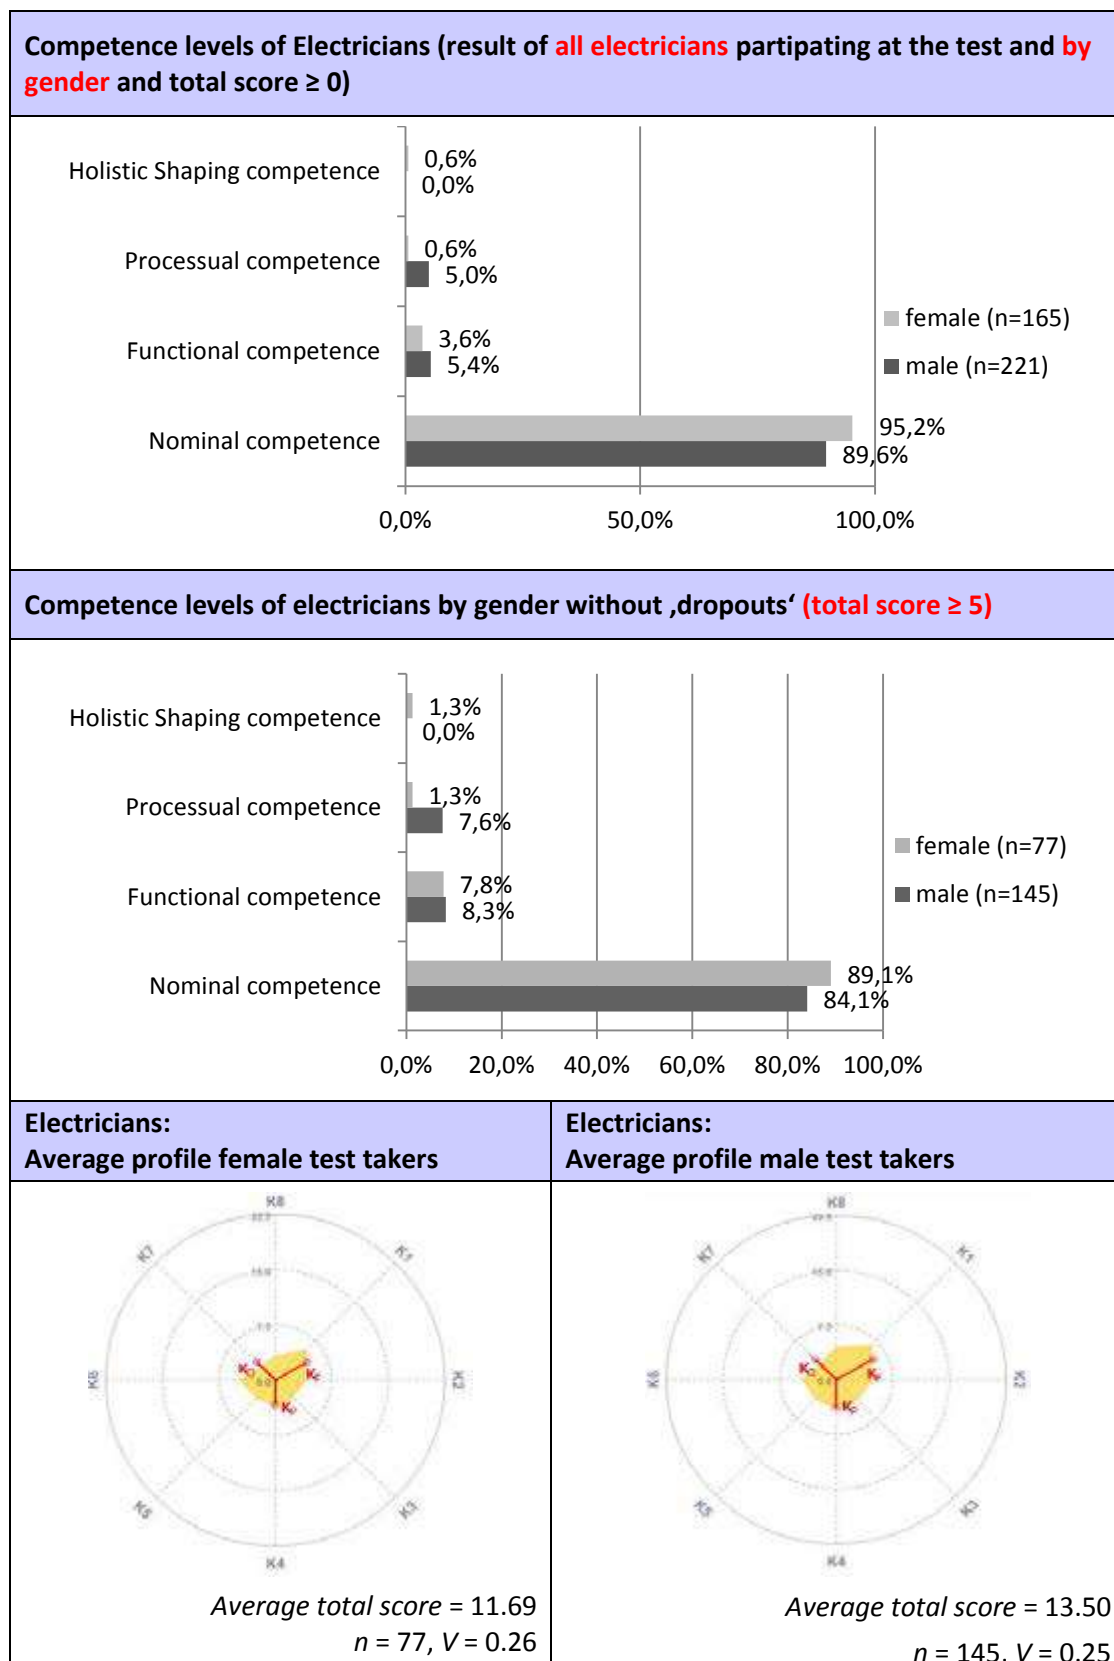 Competence levels of Electricians (result of all electricians partipating at the test and by
gender and total score ≥ 0)
Holistic Shaping competence
0,6%
0,0%
Processual competence
0,6%
5,0%
Functional competence
3,6%
5,4%
Nominal competence
95,2%
89,6%
female (n=165)
male (n=221)
0,0% 50,0% 100,0%
Competence levels of electricians by gender without ‚dropouts‘ (total score ≥ 5)
Holistic Shaping competence
1,3%
0,0%
Processual competence
1,3%
7,6%
Functional competence
7,8%
8,3%
Nominal competence
89,1%
84,1%
female (n=77)
male (n=145)
0,0% 20,0% 40,0% 60,0% 80,0% 100,0%
Electricians:
Average profile female test takers
K8
K7
K1
K6
K2
K5
K3
K4
Average total score = 11.69
n = 77, V = 0.26
Electricians:
Average profile male test takers
K8
K7
K1
K6
K2
K5
K3
K4
Average total score = 13.50
n = 145, V = 0.25